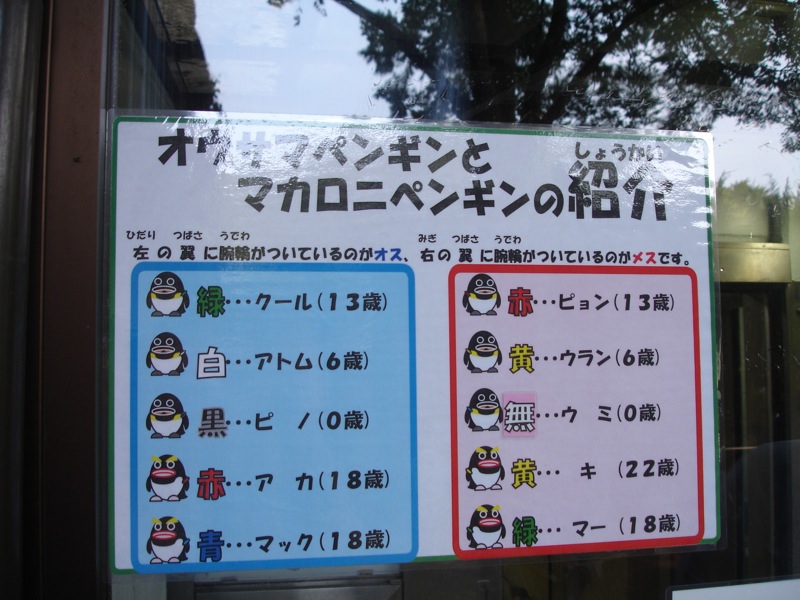 オウサマペンギンと
しょうかい
マカロニペンギンの紹介
ひだり つばさ うでわ
左の翼に腕輪がついているのがオス、
みぎ つばさ うでわ
右の翼に腕輪がついているのがメスです。
緑…クール(13歳)
白…アトム(6歳)
黒…ピノ(0歳)
赤…アカ(18歳)
青…マック(18歳)
赤…ピョン(13歳)
黄…ウラン(6歳)
無…ウミ(0歳)
黄…キ(22歳)
緑…マー(18歳)